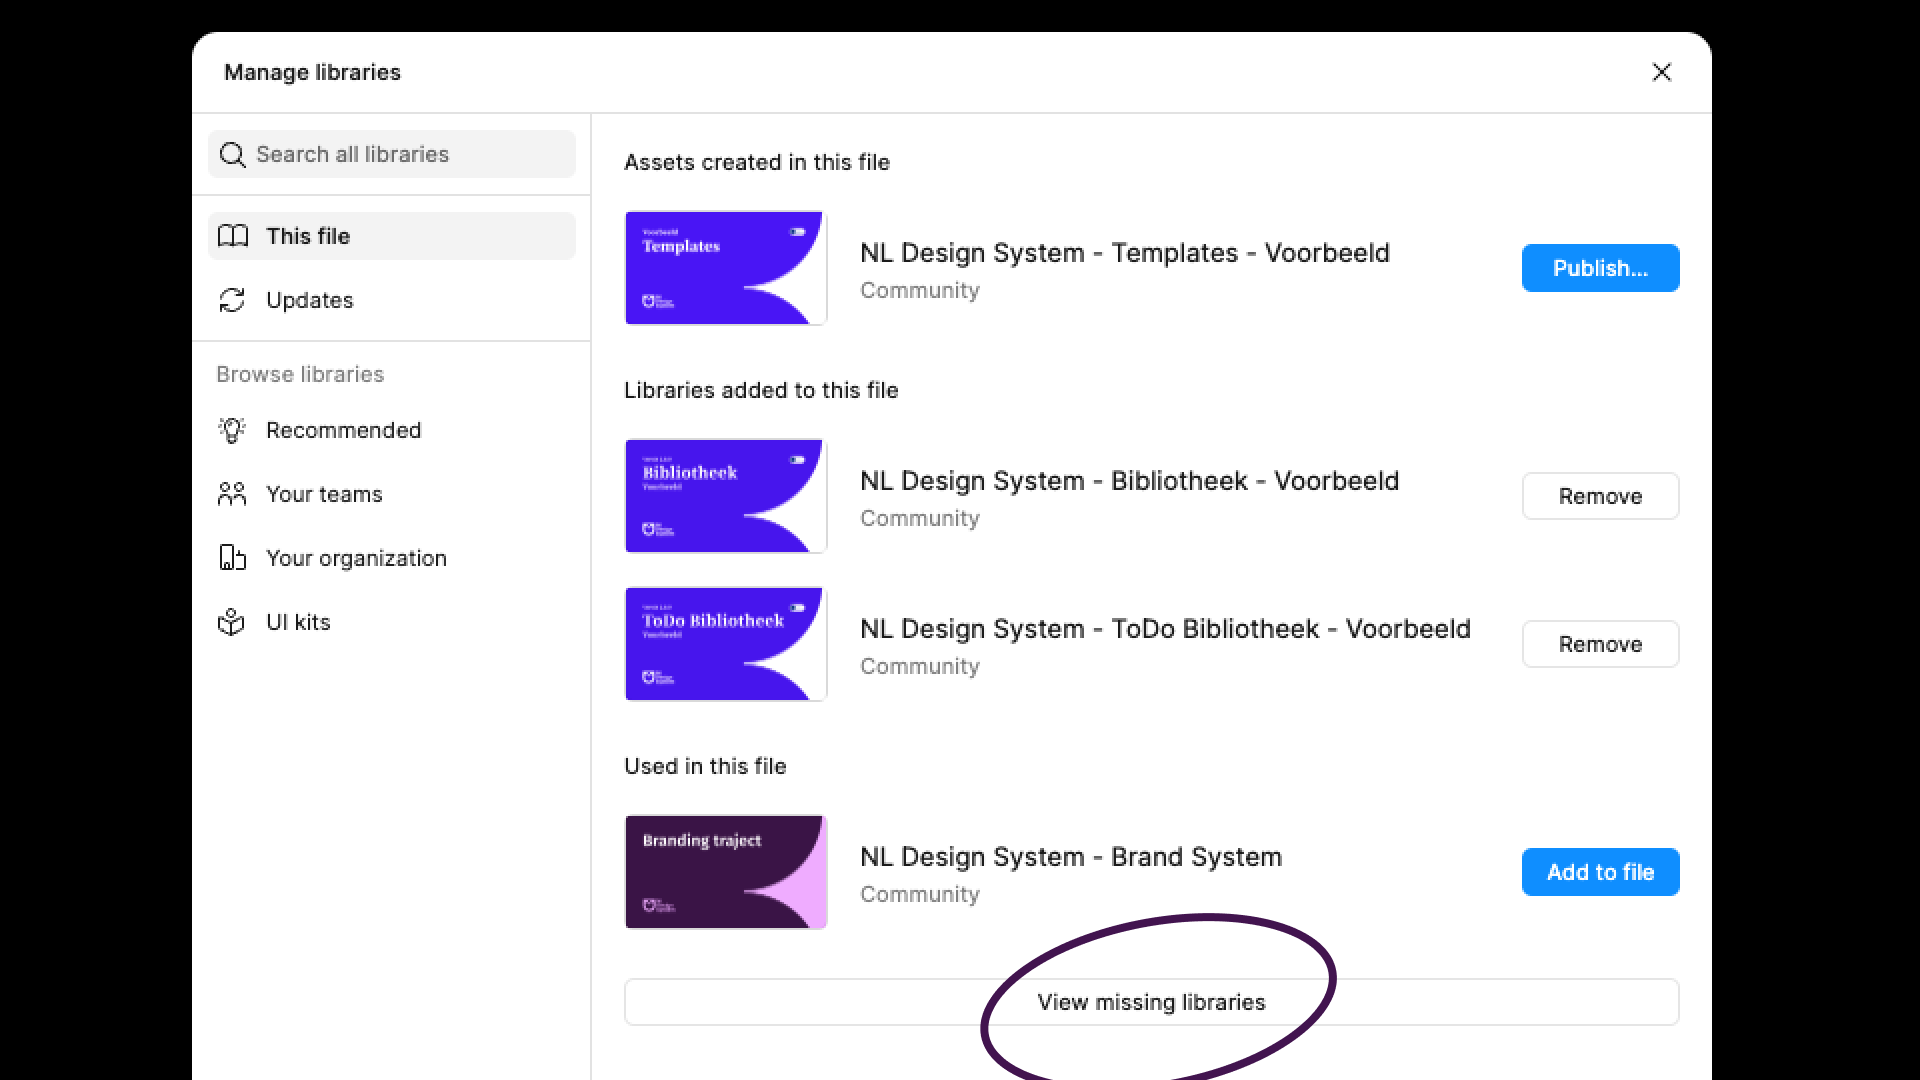 Manage libraries
Search all libraries
This file
Updates
Browse libraries
Recommended
Your teams
Your organization
UI kits
Assets created in this file
Voorbeeld
Templates
NL Design System - Templates - Voorbeeld
Community
Publish...
Libraries added to this file
Bibliotheek
Voorbeeld
NL Design System - Bibliotheek - Voorbeeld
Community
Remove
ToDo Bibliotheek
Voorbeeld
NL Design System - ToDo Bibliotheek - Voorbeeld
Community
Remove
Used in this file
Branding traject
NL Design System - Brand System
Community
Add to file
View missing libraries